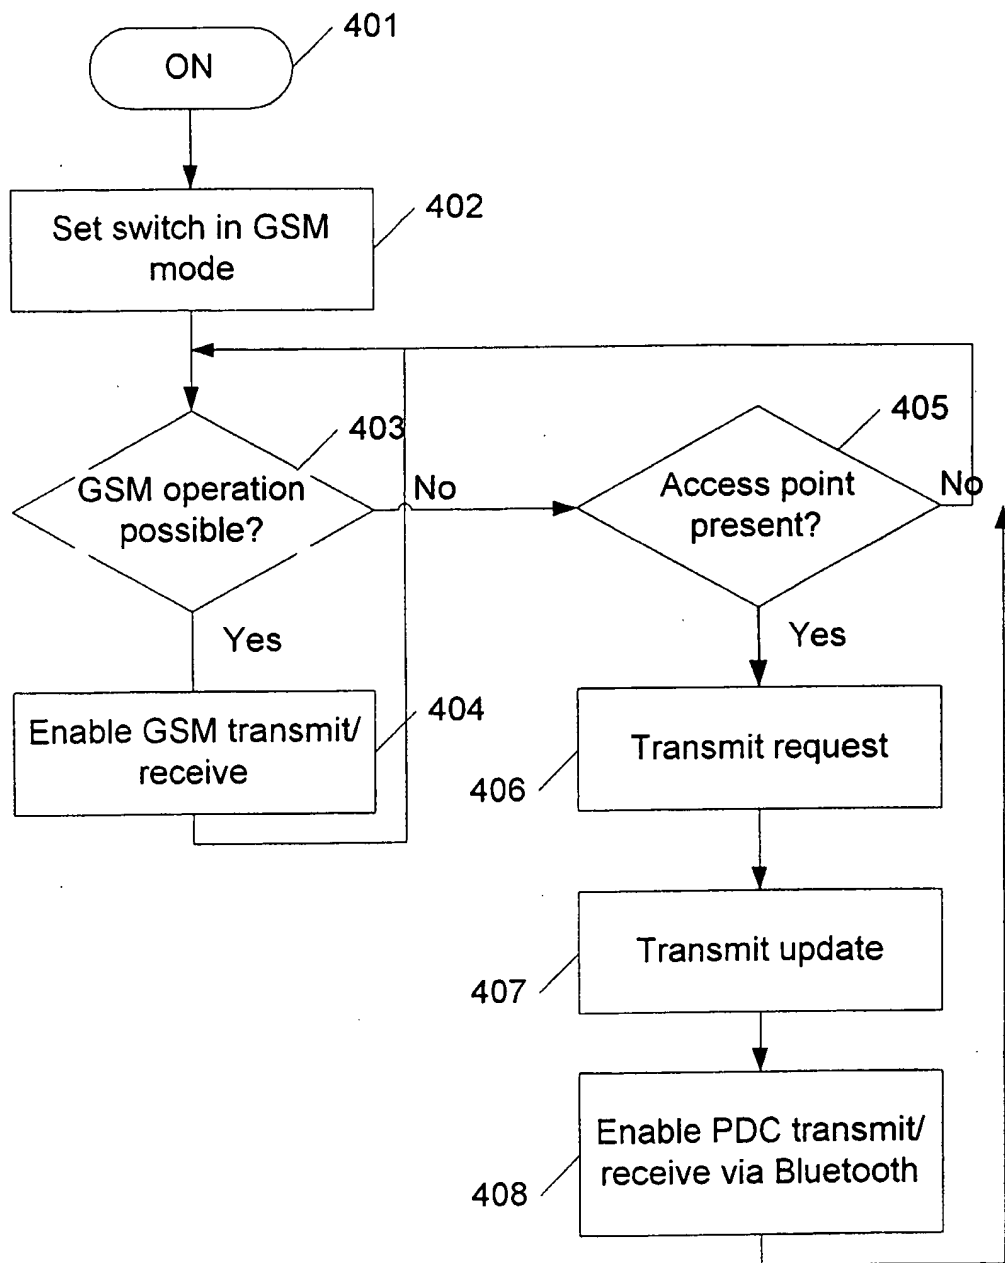 401
ON
402
Set switch in GSM
mode
403
GSM operation
possible?
No
405
Access point
present?
No
Yes
Yes
404
Enable GSM transmit/
receive
Transmit request
406
Transmit update
407
Enable PDC transmit/
receive via Bluetooth
408